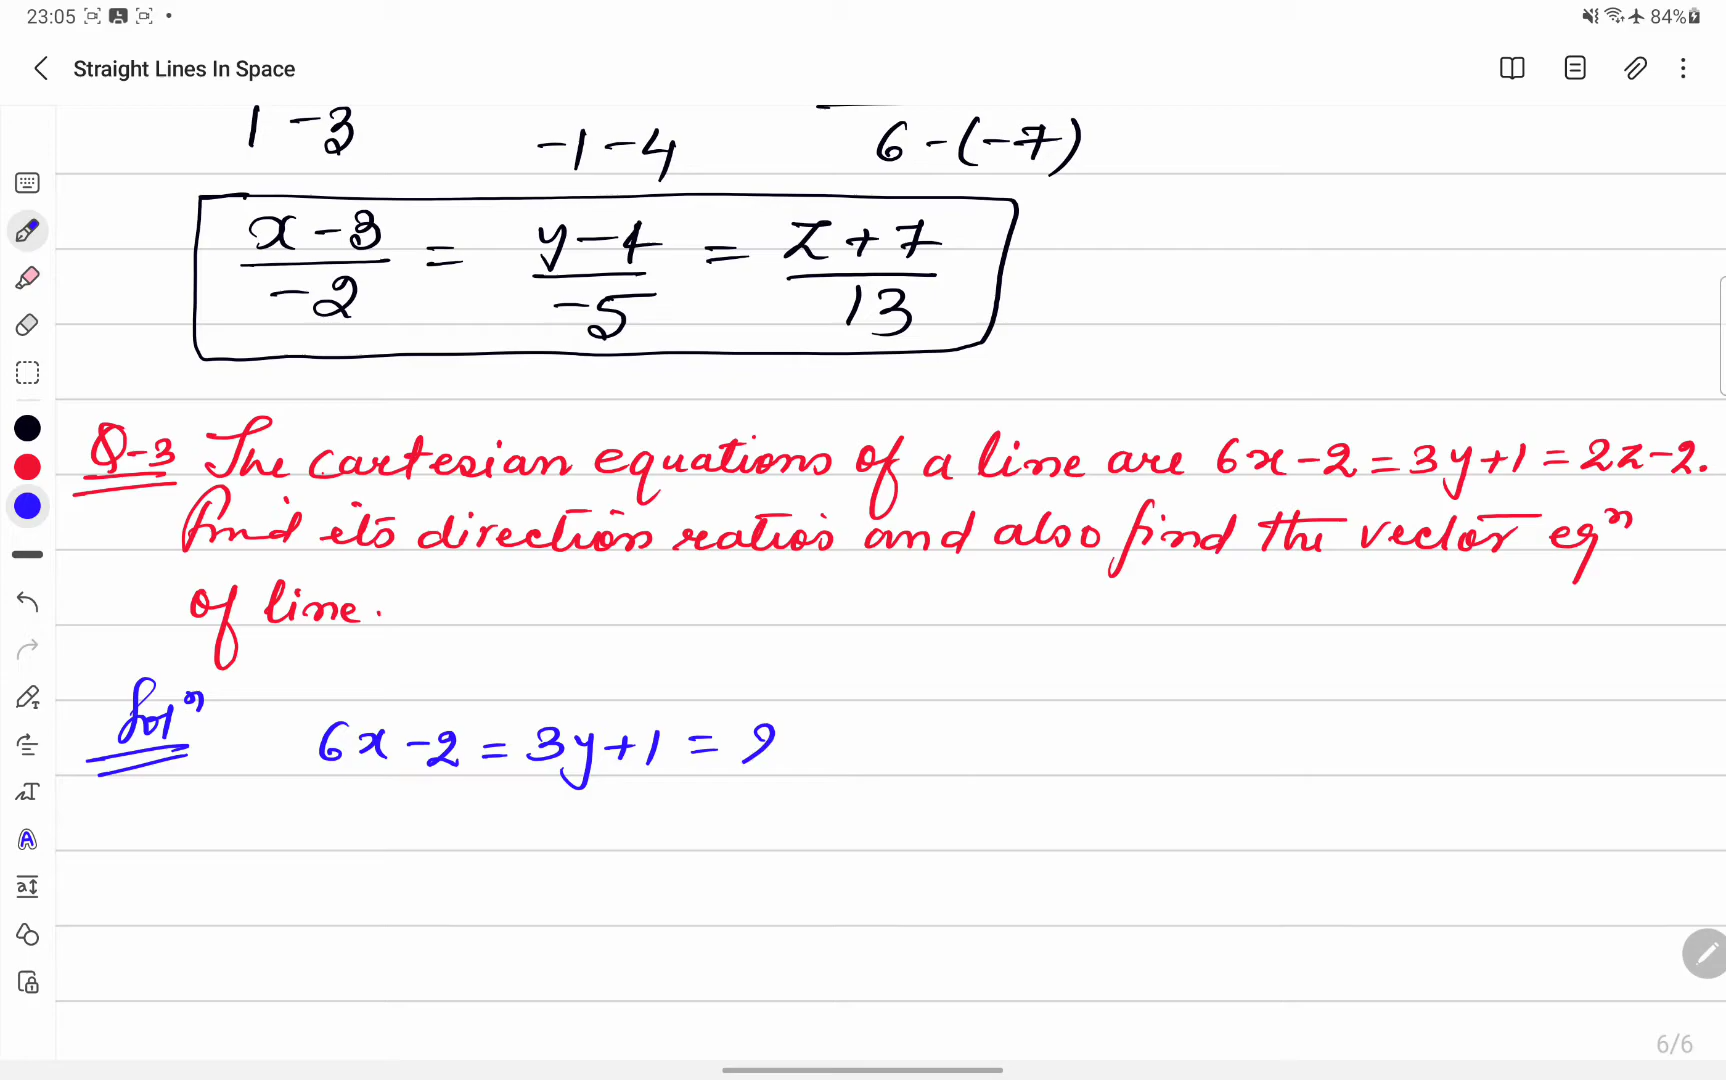 23:05 84%
Straight Lines In Space
1-3 -1-4 6-(-7)
x-3/-2 = y-4/-5 = z+7/13
Q-3 The cartesian equations of a line are 6x-2=3y+1=2z-2.
find its direction ratios and also find the vector eqⁿ
of line.
Solⁿ 6x-2=3y+1=2
6/6